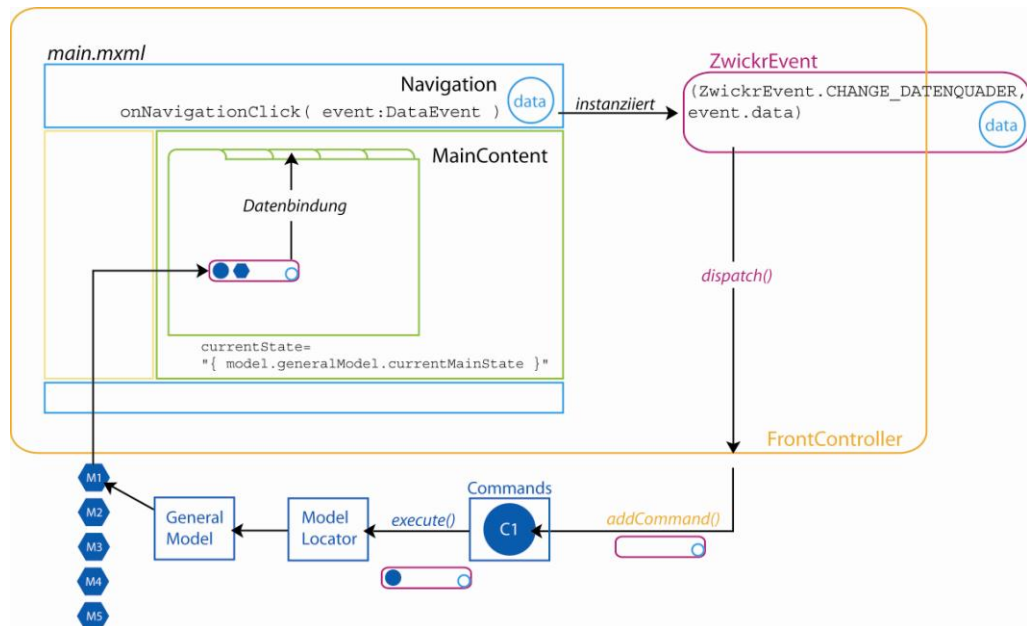 main.mxml
Navigation
onNavigationClick( event:DataEvent )
data
instanziiert
ZwickrEvent
(ZwickrEvent.CHANGE_DATENQUADER,
event.data)
data
MainContent
Datenbindung
currentState=
"{ model.generalModel.currentMainState }"
dispatch()
FrontController
M1
M2
M3
M4
M5
General
Model
Model
Locator
execute()
Commands
C1
addCommand()